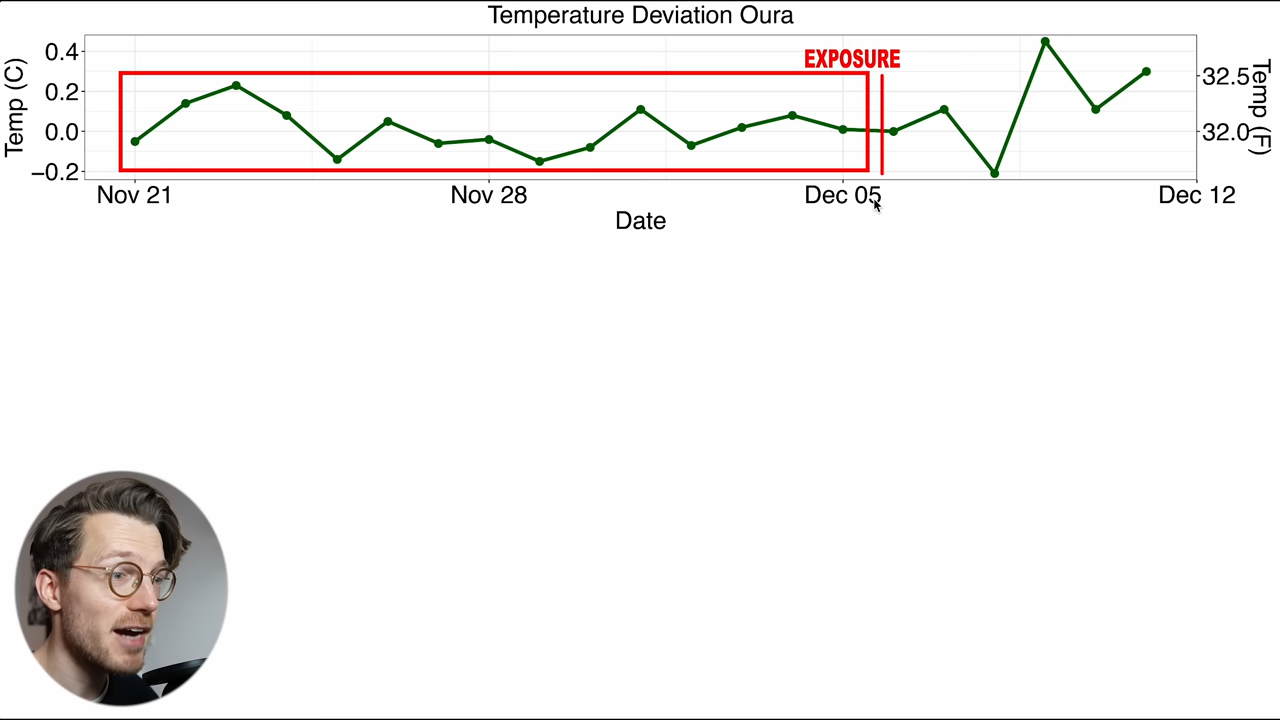 Temperature Deviation Oura
EXPOSURE
Temp (C)
0.4
0.2
0.0
−0.2
32.5
32.0
Temp (F)
Nov 21
Nov 28
Dec 05
Dec 12
Date